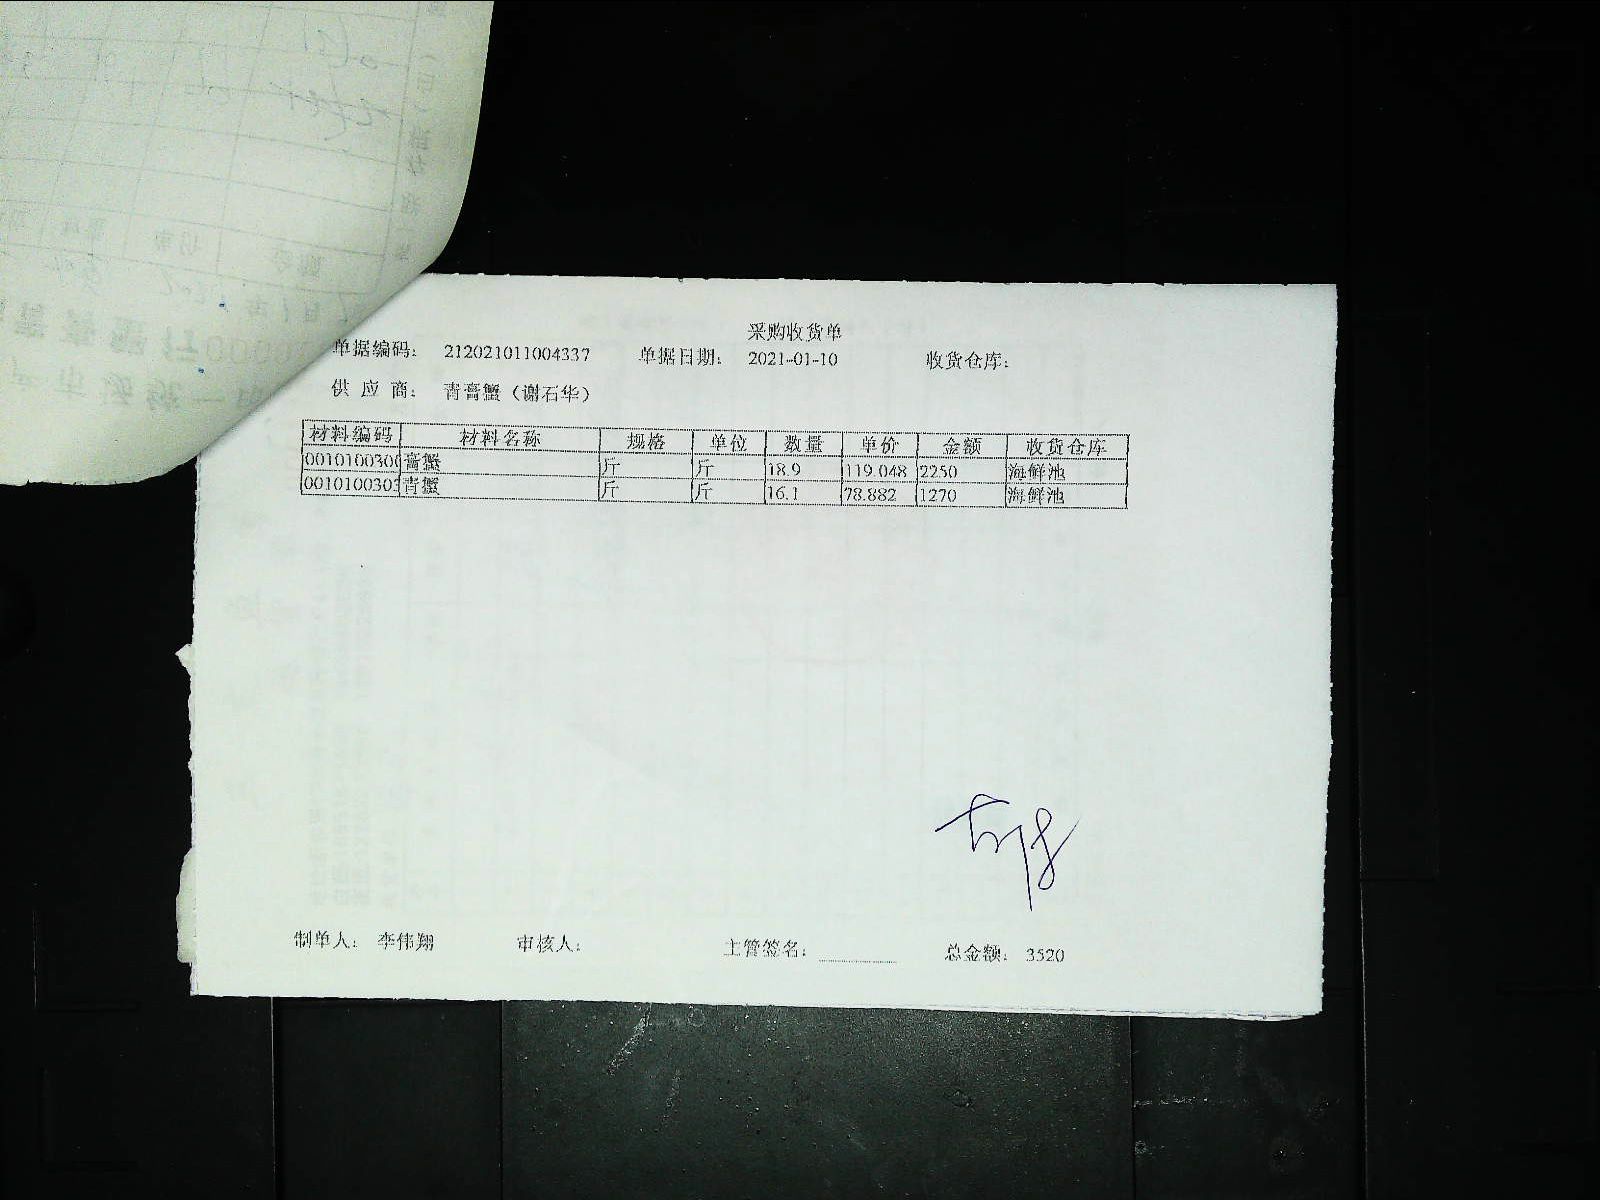 采购收货单
单据编码： 212021011004337 单据日期： 2021-01-10 收货仓库：
供 应 商： 青膏蟹（谢石华）
材料编码 材料名称 规格 单位 数量 单价 金额 收货仓库
0010100300 膏蟹 斤 斤 18.9 119.048 2250 海鲜池
0010100303 青蟹 斤 斤 16.1 78.882 1270 海鲜池
制单人： 李伟翔 审核人： 主管签名： 总金额： 3520